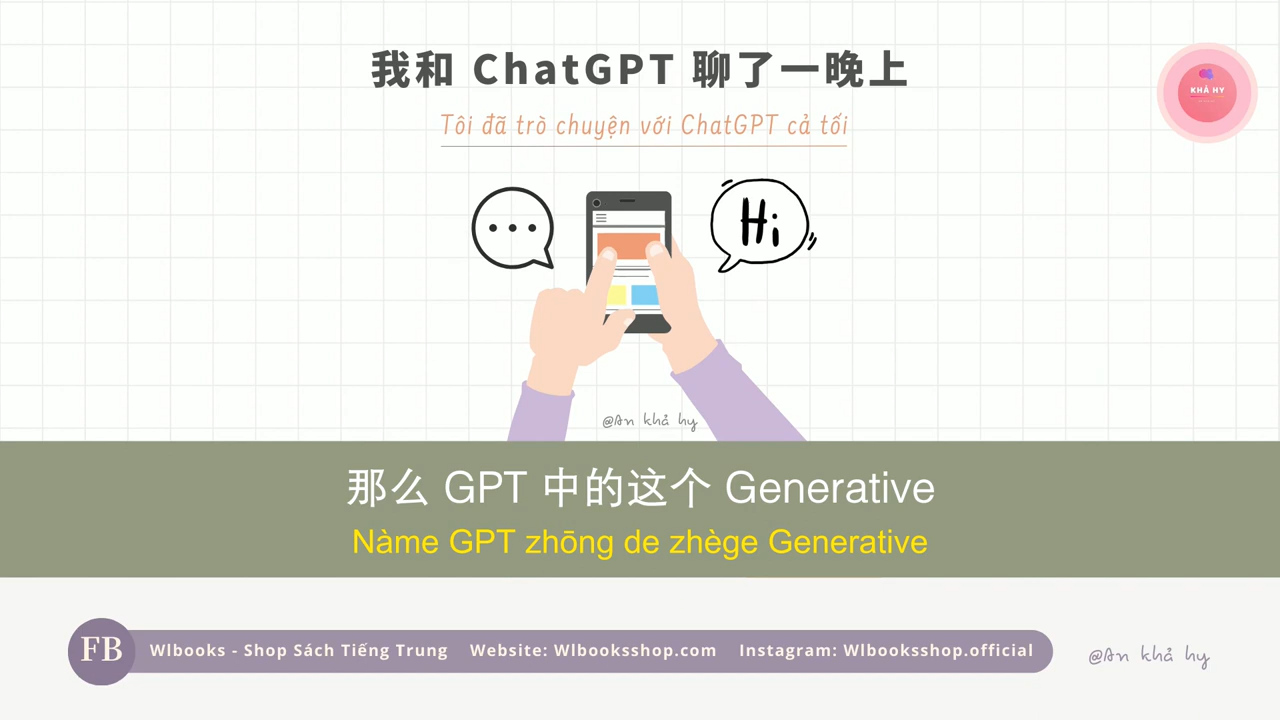 我和 ChatGPT 聊了一晚上
Tôi đã trò chuyện với ChatGPT cả tối
KHẢ HY
Hi
@An khả hy
那么 GPT 中的这个 Generative
Nàme GPT zhōng de zhège Generative
FB
Wlbooks - Shop Sách Tiếng Trung Website: Wlbooksshop.com Instagram: Wlbooksshop.official
@An khả hy